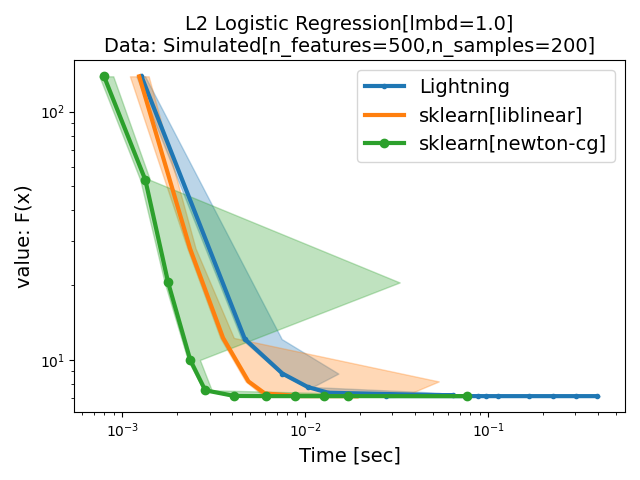 L2 Logistic Regression[lmbd=1.0]
Data: Simulated[n_features=500,n_samples=200]
Lightning
sklearn[liblinear]
sklearn[newton-cg]
value: F(x)
10²
10¹
10⁻³
10⁻²
10⁻¹
Time [sec]